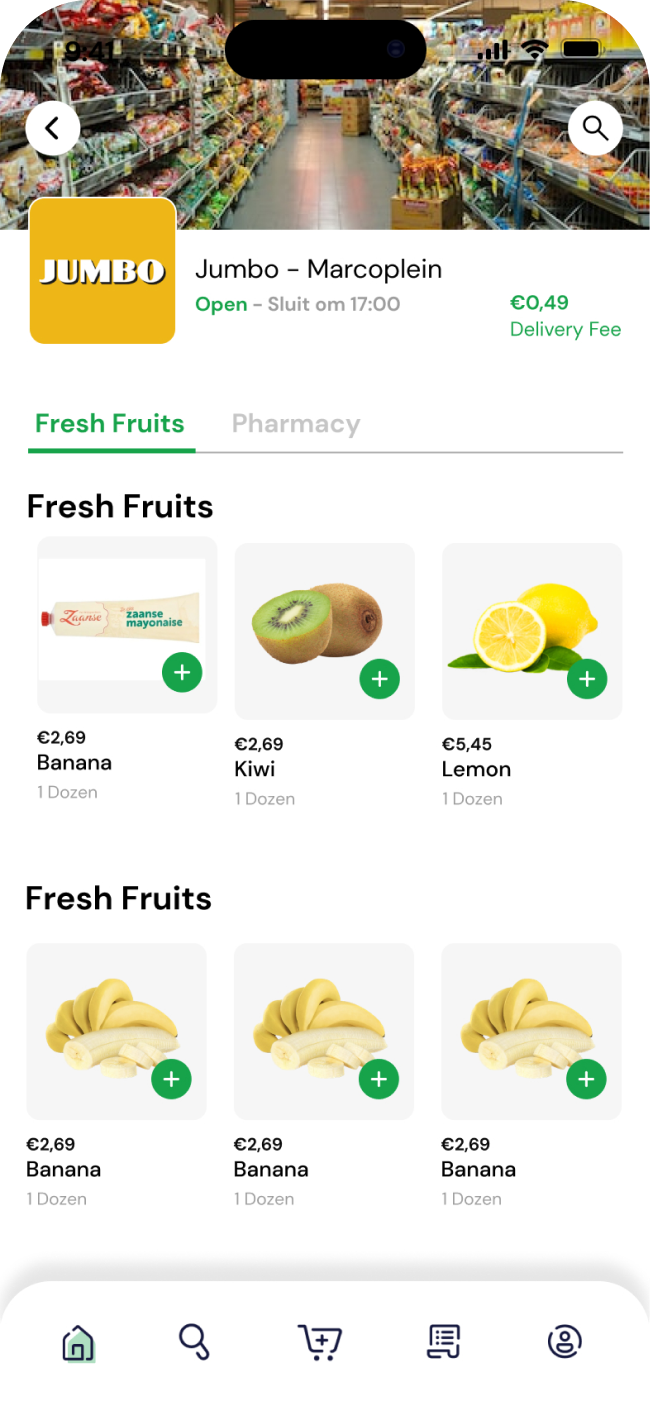 9:41
JUMBO
Jumbo - Marcoplein
Open - Sluit om 17:00
€0,49
Delivery Fee
Fresh Fruits
Pharmacy
Fresh Fruits
Zaanse
zaanse
mayonaise
€2,69
Banana
1 Dozen
€2,69
Kiwi
1 Dozen
€5,45
Lemon
1 Dozen
Fresh Fruits
€2,69
Banana
1 Dozen
€2,69
Banana
1 Dozen
€2,69
Banana
1 Dozen